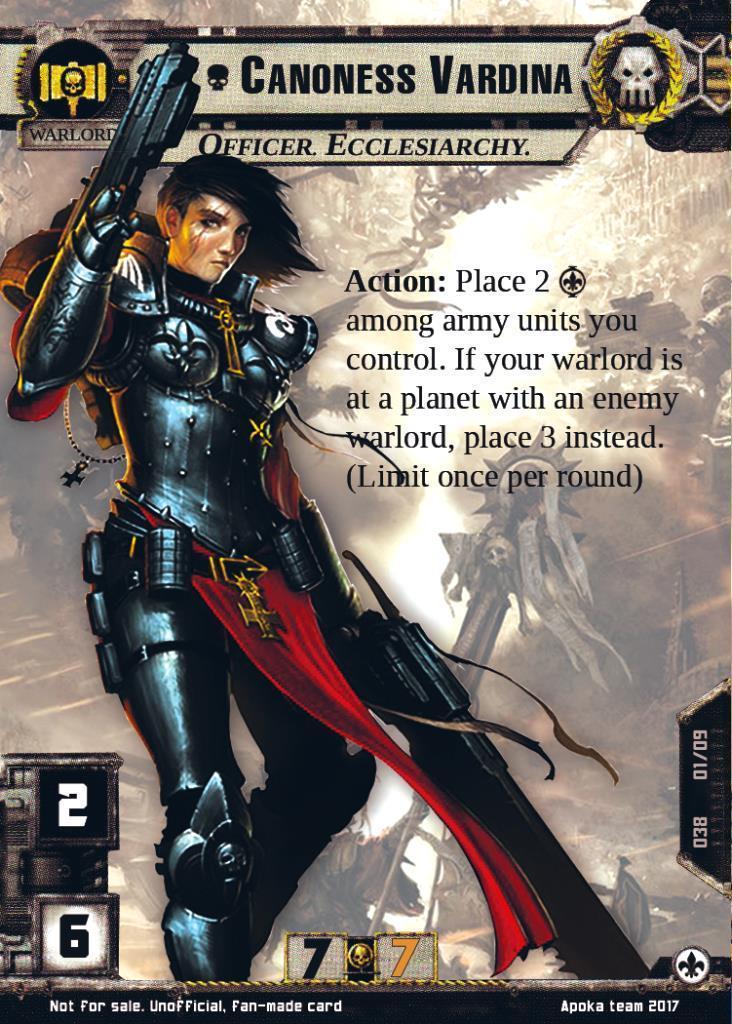 CANONESS VARDINA
WARLORD
OFFICER. ECCLESIARCHY.
Action: Place 2
among army units you
control. If your warlord is
at a planet with an enemy
warlord, place 3 instead.
(Limit once per round)
038 01/09
2
6
7 7
Not for sale. Unofficial, Fan-made card
Apoka team 2017